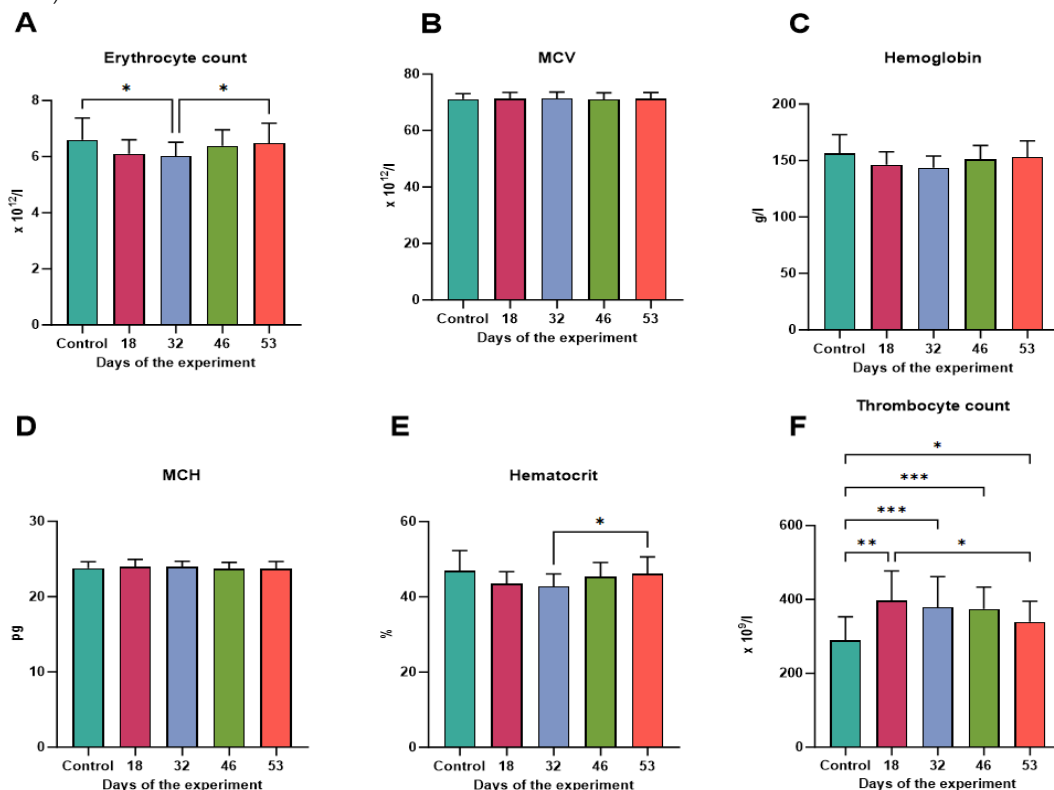 A
Erythrocyte count
*
*
8
6
4
2
0
x 10¹²/l
Control 18 32 46 53
Days of the experiment
B
MCV
80
60
40
20
0
x 10¹²/l
Control 18 32 46 53
Days of the experiment
C
Hemoglobin
200
150
100
50
0
g/l
Control 18 32 46 53
Days of the experiment
D
MCH
30
20
10
0
pg
Control 18 32 46 53
Days of the experiment
E
Hematocrit
*
60
40
20
0
%
Control 18 32 46 53
Days of the experiment
F
Thrombocyte count
*
***
***
**
*
600
400
200
0
x 10⁹/l
Control 18 32 46 53
Days of the experiment